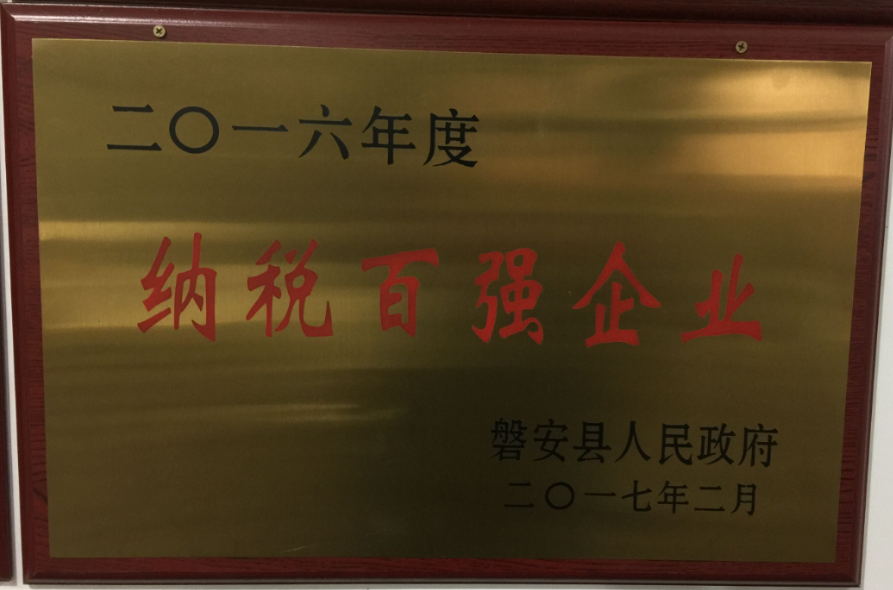 二〇一六年度
纳税百强企业
磐安县人民政府
二〇一七年二月